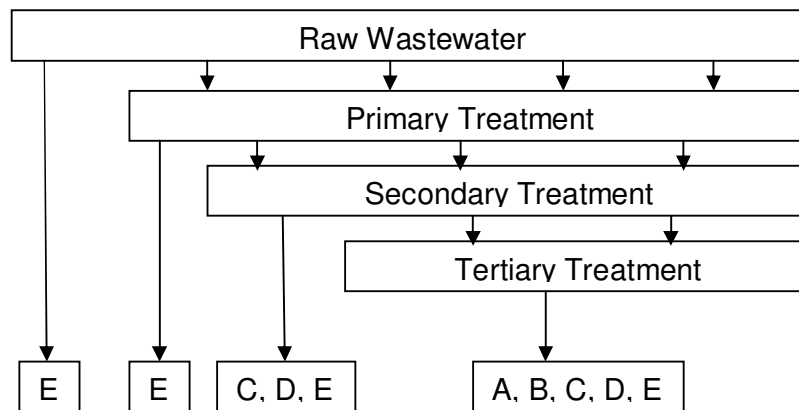 Raw Wastewater
Primary Treatment
Secondary Treatment
Tertiary Treatment
E
E
C, D, E
A, B, C, D, E